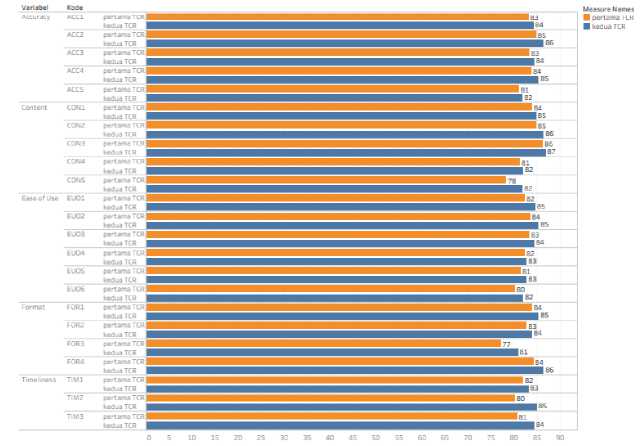 Variabel Kode Measure Names
Accuracy ACC1 pertama TCR 83 pertama TCR
kedua TCR 84 kedua TCR
ACC2 pertama TCR 85
kedua TCR 86
ACC3 pertama TCR 83
kedua TCR 84
ACC4 pertama TCR 84
kedua TCR 85
ACC5 pertama TCR 81
kedua TCR 82
Content CON1 pertama TCR 84
kedua TCR 85
CON2 pertama TCR 85
kedua TCR 86
CON3 pertama TCR 86
kedua TCR 87
CON4 pertama TCR 81
kedua TCR 82
CON5 pertama TCR 78
kedua TCR 82
Ease of Use EUO1 pertama TCR 82
kedua TCR 85
EUO2 pertama TCR 84
kedua TCR 85
EUO3 pertama TCR 83
kedua TCR 84
EUO4 pertama TCR 82
kedua TCR 83
EUO5 pertama TCR 81
kedua TCR 83
EUO6 pertama TCR 80
kedua TCR 82
Format FOR1 pertama TCR 84
kedua TCR 85
FOR2 pertama TCR 83
kedua TCR 84
FOR3 pertama TCR 77
kedua TCR 81
FOR4 pertama TCR 84
kedua TCR 86
Timeliness TIM1 pertama TCR 82
kedua TCR 83
TIM2 pertama TCR 80
kedua TCR 85
TIM3 pertama TCR 81
kedua TCR 84
0 5 10 15 20 25 30 35 40 45 50 55 60 65 70 75 80 85 90